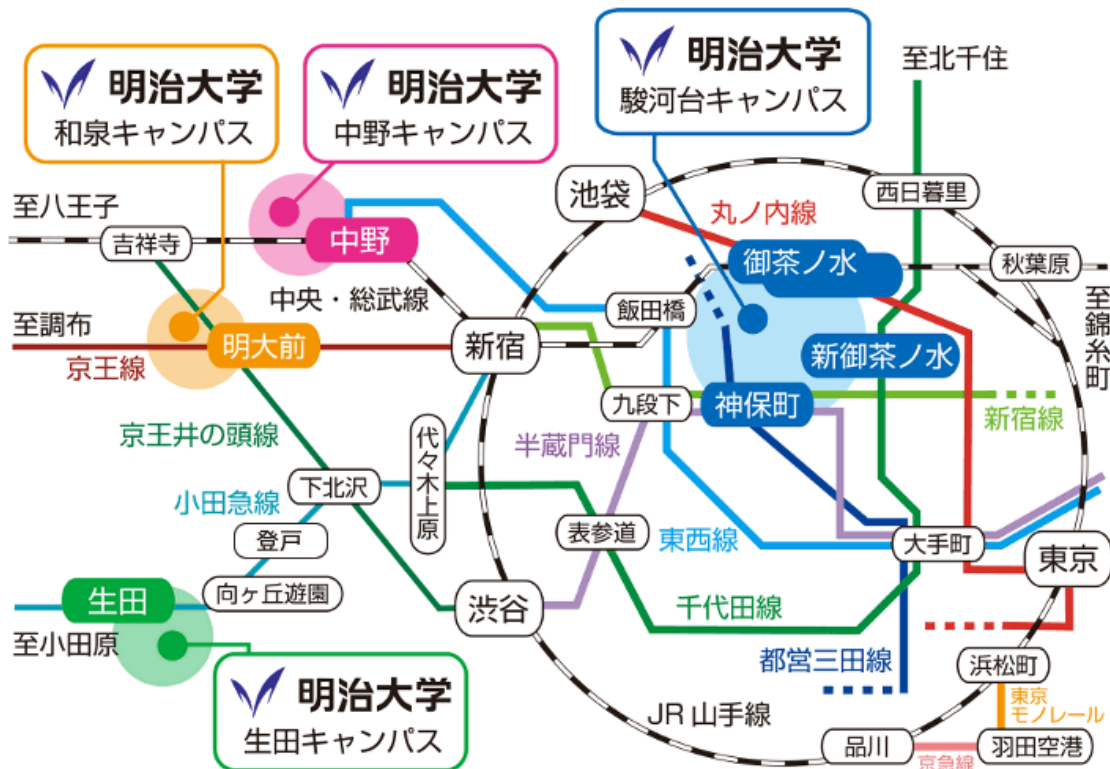 明治大学
和泉キャンパス
明治大学
中野キャンパス
明治大学
駿河台キャンパス
至北千住
池袋
西日暮里
至八王子
丸ノ内線
吉祥寺
中野
御茶ノ水
秋葉原
中央・総武線
飯田橋
至錦糸町
至調布
明大前
新宿
新御茶ノ水
京王線
九段下
神保町
新宿線
京王井の頭線
代々木上原
半蔵門線
小田急線
下北沢
登戸
表参道
東西線
大手町
東京
向ヶ丘遊園
生田
渋谷
千代田線
至小田原
都営三田線
浜松町
明治大学
生田キャンパス
JR 山手線
東京
モノレール
品川
京急線
羽田空港